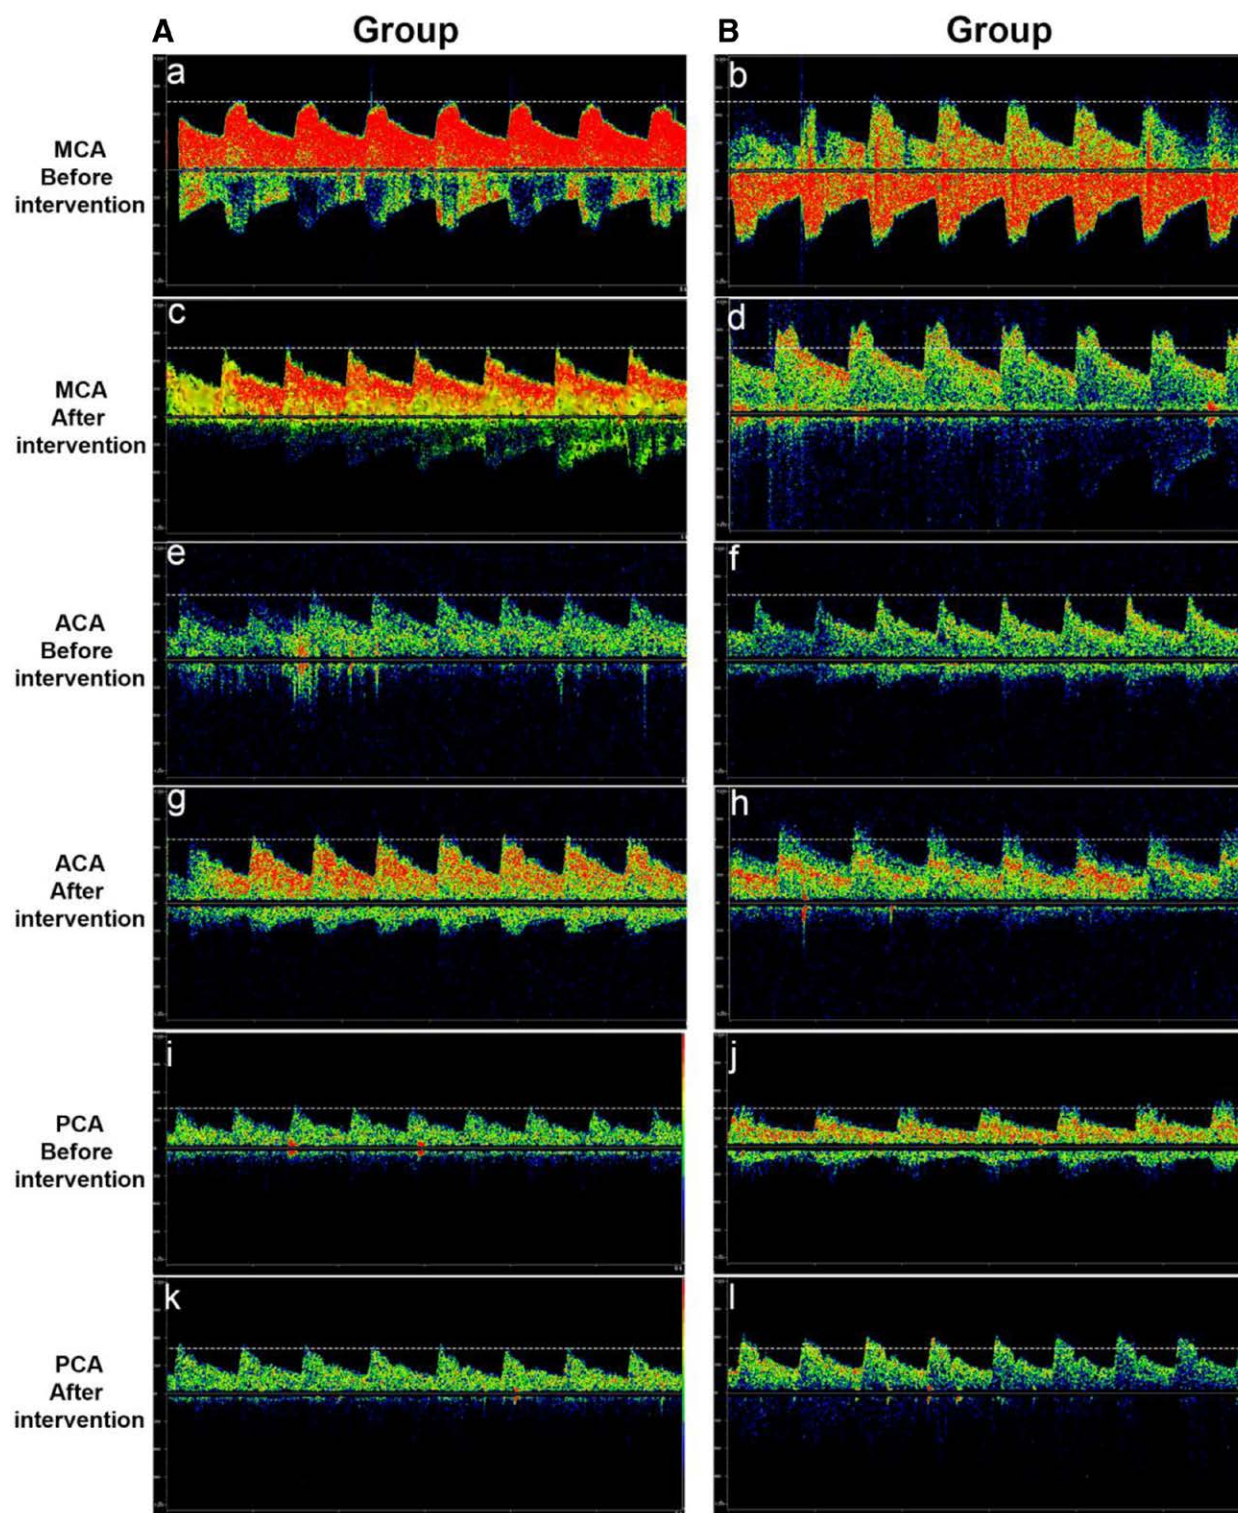 A Group B Group
MCA
Before
intervention
a
b
MCA
After
intervention
c
d
ACA
Before
intervention
e
f
ACA
After
intervention
g
h
PCA
Before
intervention
i
j
PCA
After
intervention
k
l